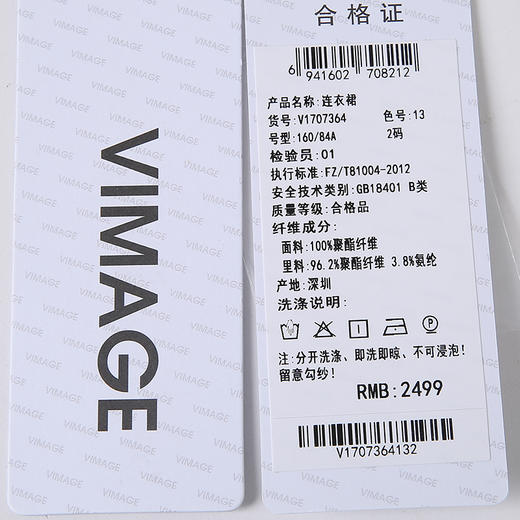 VIMAGE
合格证
6 941602 708212
产品名称:连衣裙
货号:V1707364 色号:13
号型:160/84A 2码
检验员:01
执行标准:FZ/T81004-2012
安全技术类别:GB18401 B类
质量等级:合格品
纤维成分:
面料:100%聚酯纤维
里料:96.2%聚酯纤维 3.8%氨纶
产地:深圳
洗涤说明:
P
注:分开洗涤、即洗即晾、不可浸泡!
留意勾纱!
RMB:2499
V1707364132